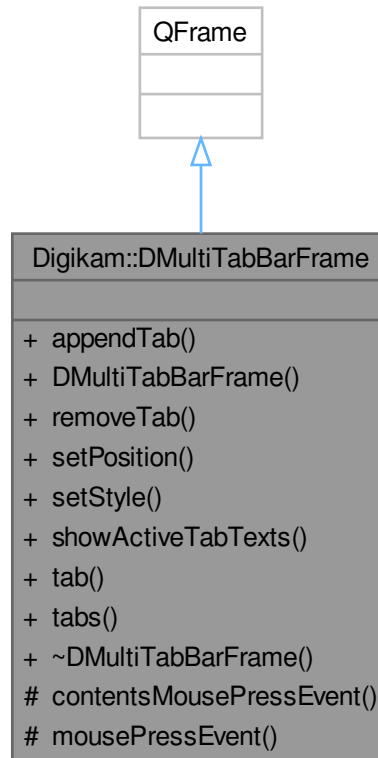 QFrame
Digikam::DMultiTabBarFrame
+ appendTab()
+ DMultiTabBarFrame()
+ removeTab()
+ setPosition()
+ setStyle()
+ showActiveTabTexts()
+ tab()
+ tabs()
+ ~DMultiTabBarFrame()
# contentsMousePressEvent()
# mousePressEvent()